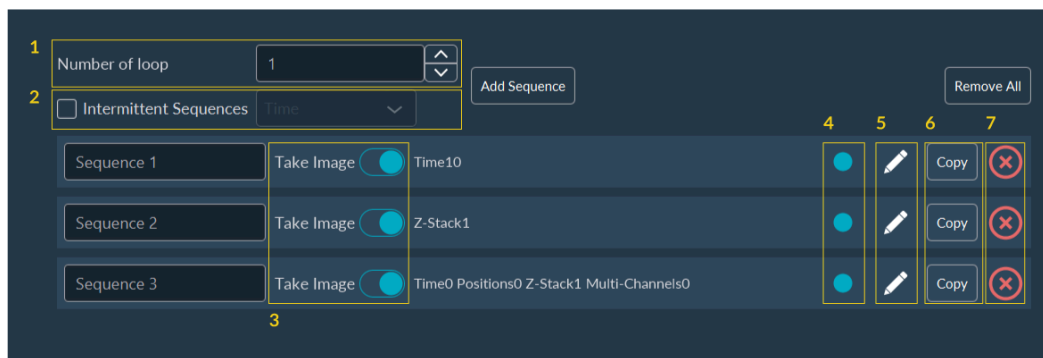 1
Number of loop
1
Add Sequence
Remove All
2
Intermittent Sequences
Time
4
5
6
7
Sequence 1
Take Image
Time10
Copy
Sequence 2
Take Image
Z-Stack1
Copy
Sequence 3
Take Image
Time0 Positions0 Z-Stack1 Multi-Channels0
Copy
3